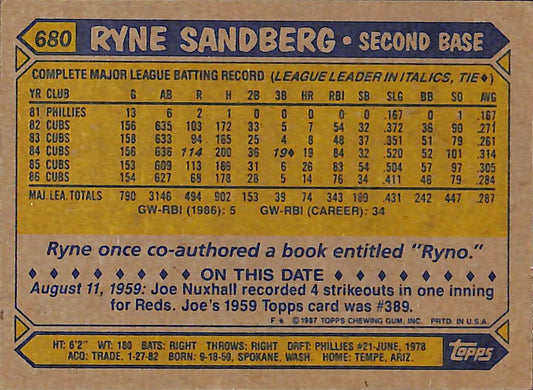 680 RYNE SANDBERG • SECOND BASE
COMPLETE MAJOR LEAGUE BATTING RECORD (LEAGUE LEADER IN ITALICS, TIE♦)
YR CLUB G AB R H 2B 3B HR RBI SB SLG BB SO AVG
81 PHILLIES 13 6 2 1 0 0 0 0 0 .167 0 1 .167
82 CUBS 156 635 103 172 33 5 7 54 32 .372 36 90 .271
83 CUBS 158 633 94 165 25 4 8 48 37 .351 51 79 .261
84 CUBS 156 636 114 200 36 19♦ 19 84 32 .520 52 101 .314
85 CUBS 153 609 113 186 31 6 26 83 54 .504 57 97 .305
86 CUBS 154 627 68 178 28 5 14 76 34 .411 46 79 .284
MAJ. LEA. TOTALS 790 3146 494 902 153 39 74 343 189 .431 242 447 .287
GW-RBI (1986): 5 GW-RBI (CAREER): 34
Ryne once co-authored a book entitled "Ryno."
♦ ♦ ♦ ♦ ♦ ♦ ♦ ♦ ON THIS DATE ♦ ♦ ♦ ♦ ♦ ♦ ♦ ♦
August 11, 1959: Joe Nuxhall recorded 4 strikeouts in one inning
for Reds. Joe's 1959 Topps card was #389.
F * © 1987 TOPPS CHEWING GUM, INC. PRTD. IN U.S.A.
HT: 6'2" WT: 180 BATS: RIGHT THROWS: RIGHT DRFT: PHILLIES #21-JUNE, 1978
ACQ: TRADE, 1-27-82 BORN: 9-18-59, SPOKANE, WASH. HOME: TEMPE, ARIZ.
topps